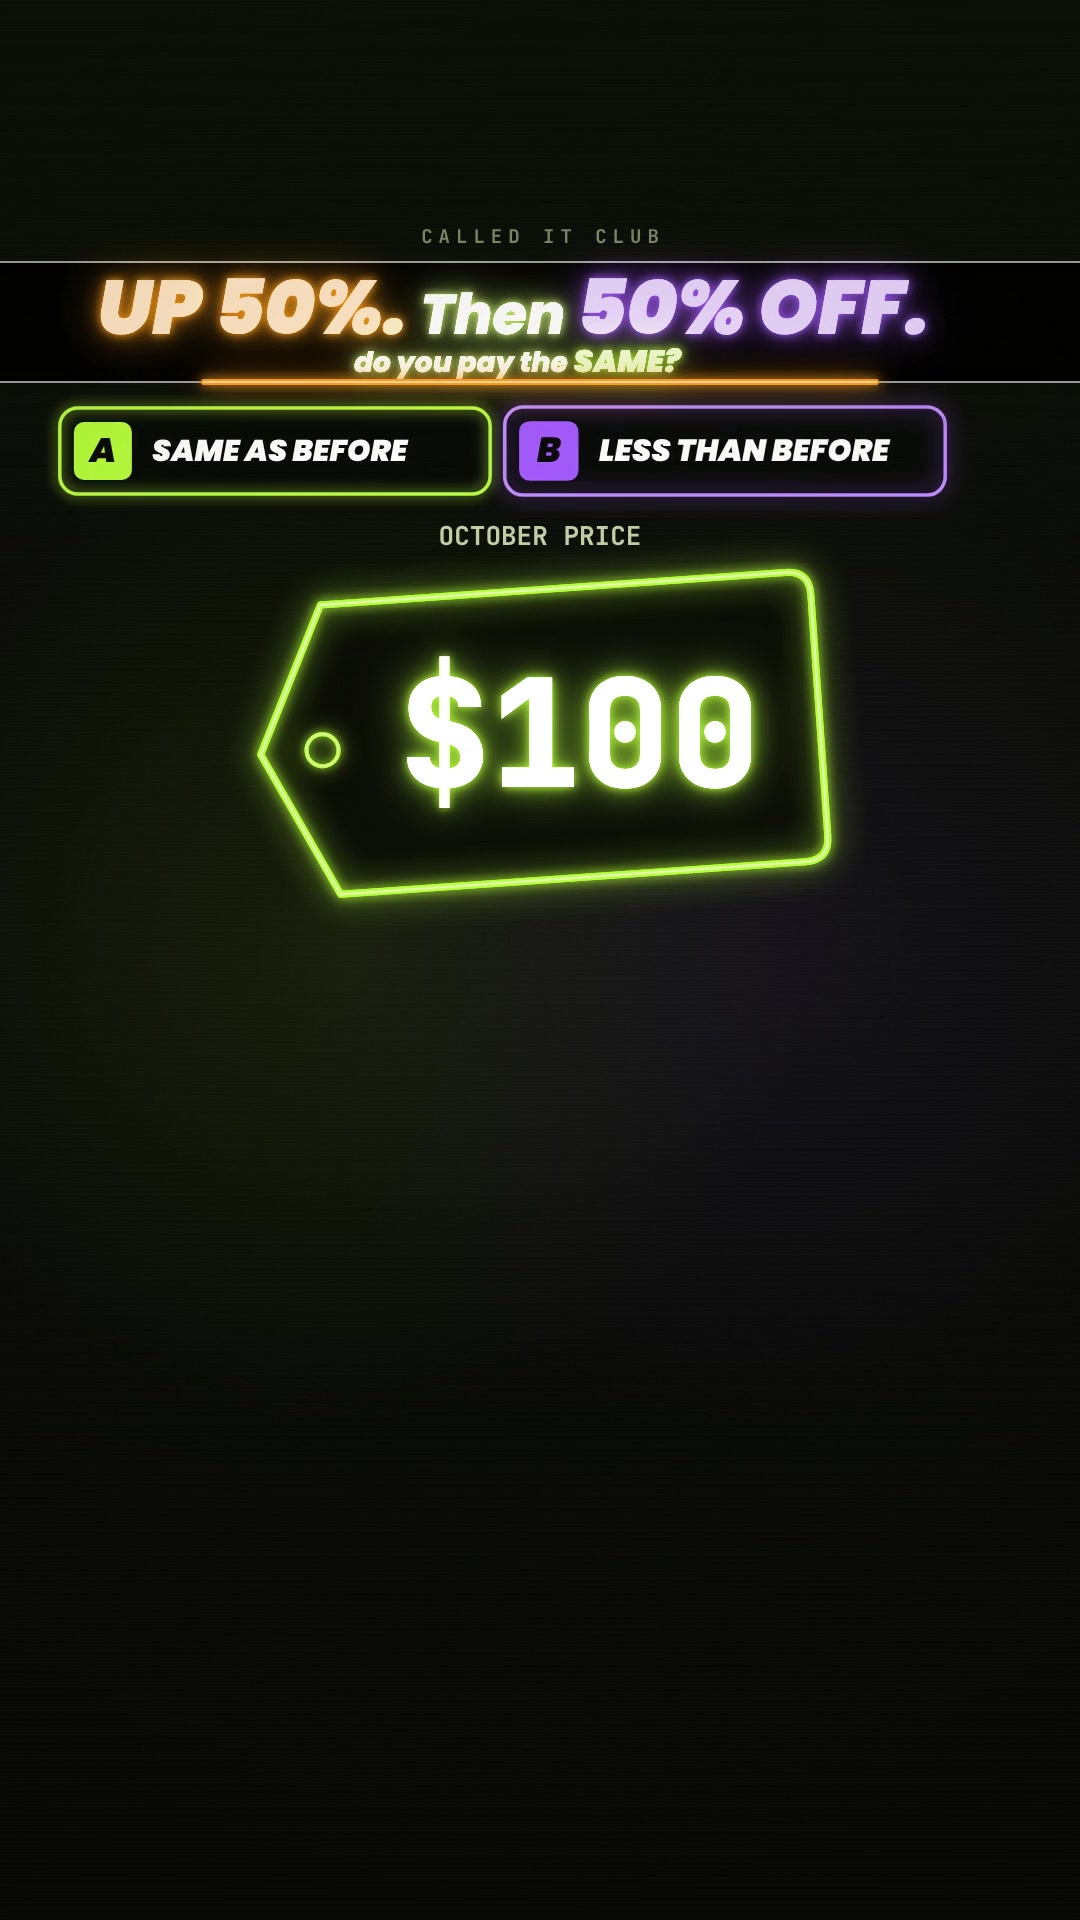 CALLED IT CLUB
UP 50%. Then 50% OFF.
do you pay the SAME?
A SAME AS BEFORE
B LESS THAN BEFORE
OCTOBER PRICE
$100